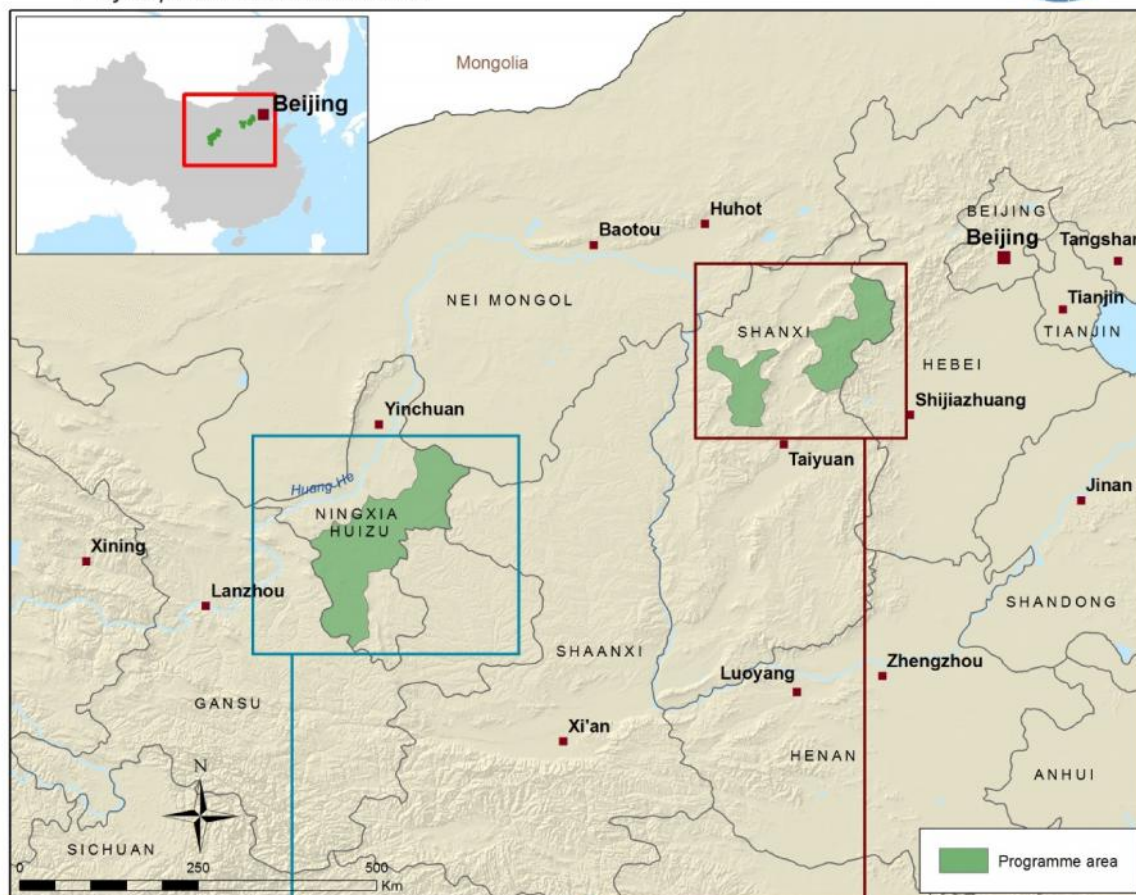 Beijing
Mongolia
Huhot
Baotou
BEIJING
Beijing
Tangshan
Tianjin
TIANJIN
NEI MONGOL
SHANXI
HEBEI
Shijiazhuang
Yinchuan
Taiyuan
Huang He
NINGXIA
HUIZU
Jinan
Xining
Lanzhou
SHANDONG
SHAANXI
Zhengzhou
Luoyang
GANSU
Xi'an
HENAN
ANHUI
N
SICHUAN
0 250 500
Km
Programme area